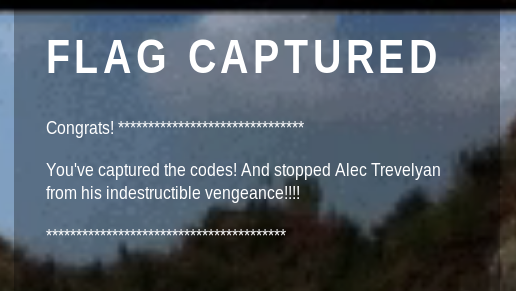 FLAG CAPTURED
Congrats! *******************************
You've captured the codes! And stopped Alec Trevelyan
from his indestructible vengeance!!!!
****************************************